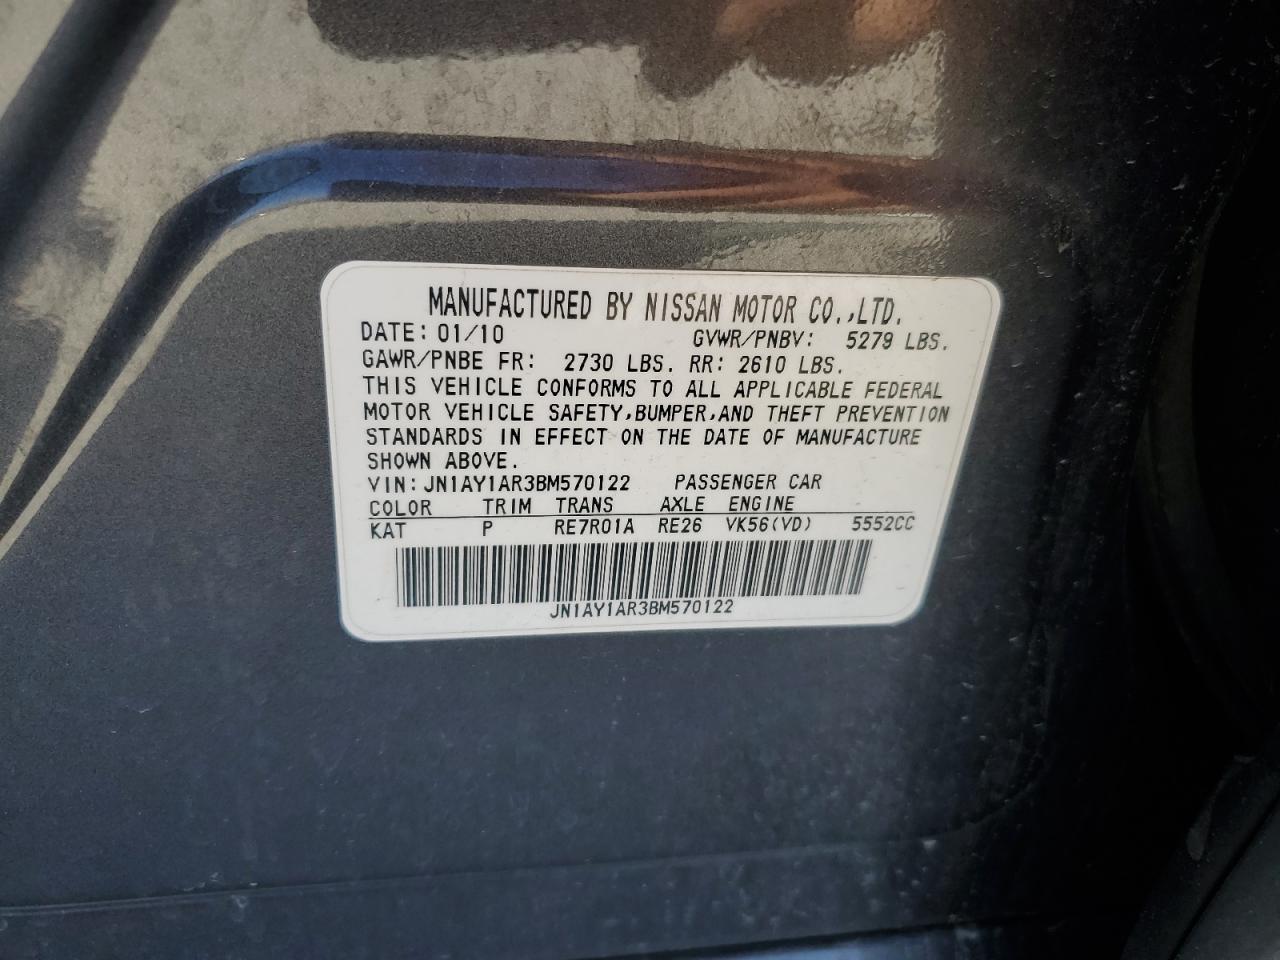 MANUFACTURED BY NISSAN MOTOR CO.,LTD.
DATE: 01/10 GVWR/PNBV: 5279 LBS.
GAWR/PNBE FR: 2730 LBS. RR: 2610 LBS.
THIS VEHICLE CONFORMS TO ALL APPLICABLE FEDERAL
MOTOR VEHICLE SAFETY,BUMPER,AND THEFT PREVENTION
STANDARDS IN EFFECT ON THE DATE OF MANUFACTURE
SHOWN ABOVE.
VIN: JN1AY1AR3BM570122 PASSENGER CAR
COLOR TRIM TRANS AXLE ENGINE
KAT P RE7R01A RE26 VK56(VD) 5552CC
JN1AY1AR3BM570122